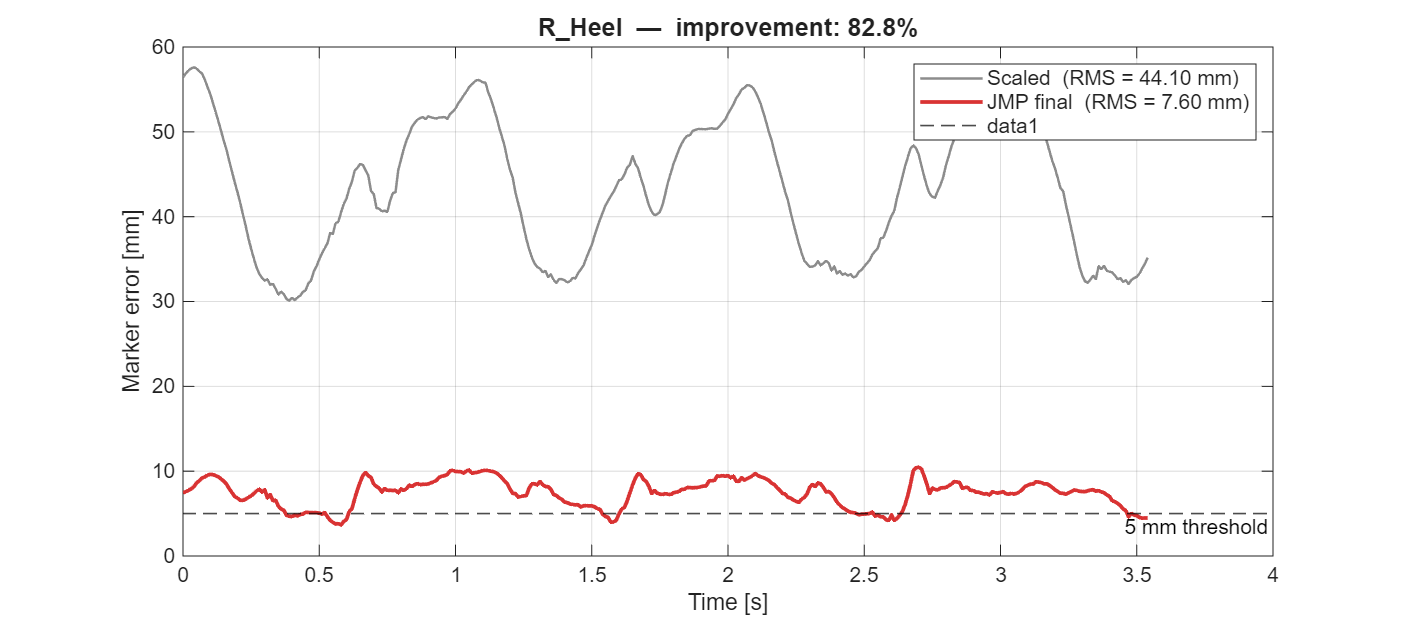 R_Heel — improvement: 82.8%
Scaled (RMS = 44.10 mm)
JMP final (RMS = 7.60 mm)
data1
Marker error [mm]
60
50
40
30
20
10
0
5 mm threshold
0 0.5 1 1.5 2 2.5 3 3.5 4
Time [s]